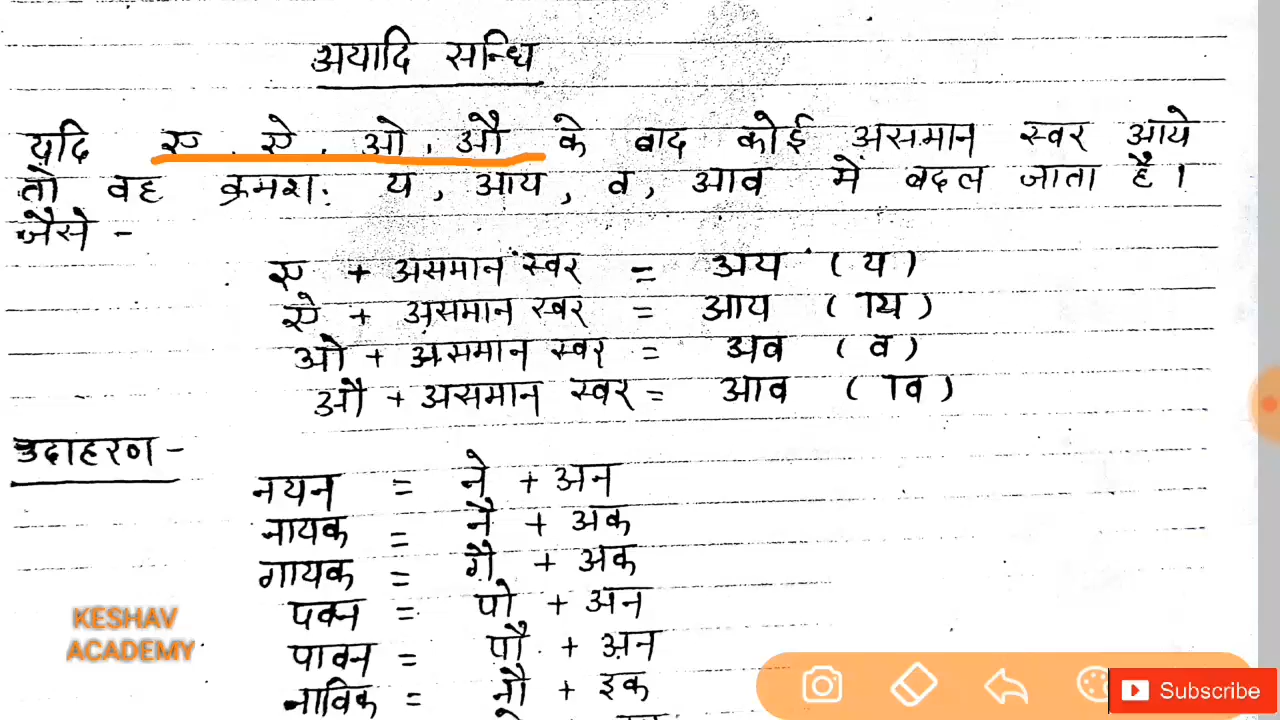 अयादि सन्धि
यदि ए, ऐ, ओ, औ के बाद कोई असमान स्वर आये
तो वह क्रमश: य, आय, व, आव में बदल जाता है।
जैसे -
ए + असमान स्वर = अय (य)
ऐ + असमान स्वर = आय (ाय)
ओ + असमान स्वर = अव (व)
औ + असमान स्वर = आव (ाव)
उदाहरण -
नयन = ने + अन
नायक = नै + अक
गायक = गै + अक
पवन = पो + अन
पावन = पौ + अन
नाविक = नौ + इक
KESHAV
ACADEMY
Subscribe